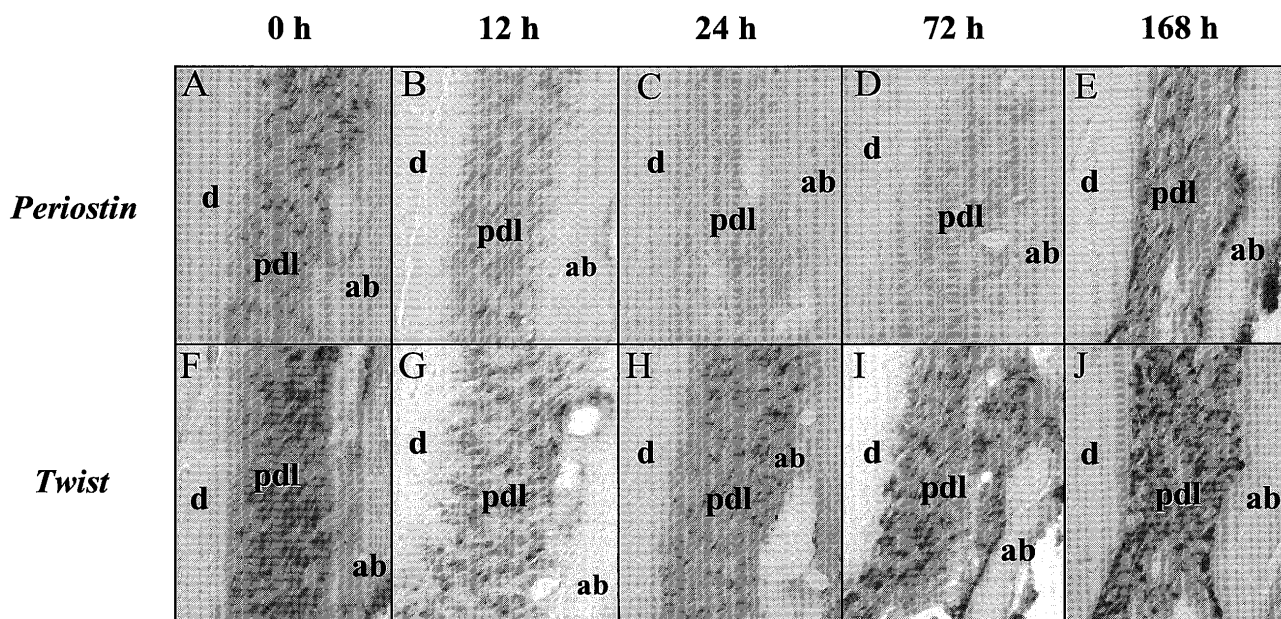 0 h 12 h 24 h 72 h 168 h
A B C D E
d d d d d
pdl pdl pdl pdl pdl
ab ab ab ab ab
Periostin
F G H I J
d d d d d
pdl pdl pdl pdl pdl
ab ab ab ab ab
Twist